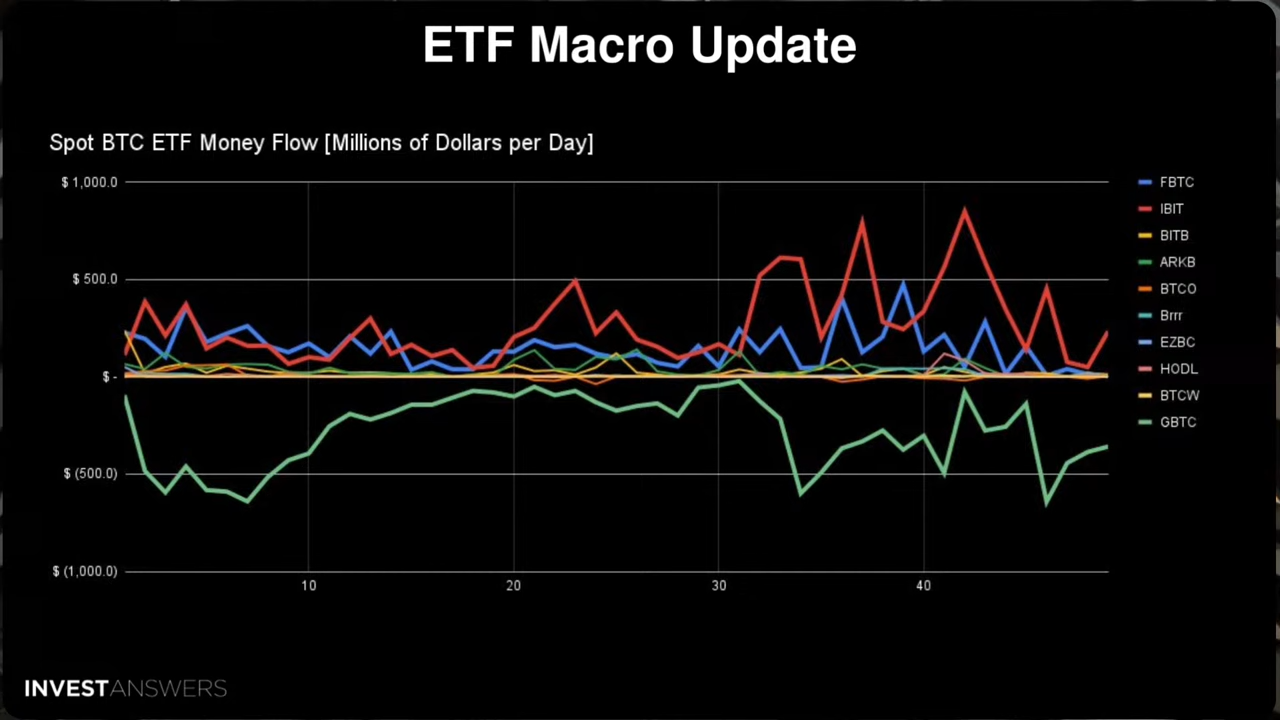 ETF Macro Update
Spot BTC ETF Money Flow [Millions of Dollars per Day]
$ 1,000.0
$ 500.0
$ -
$ (500.0)
$ (1,000.0)
10
20
30
40
FBTC
IBIT
BITB
ARKB
BTCO
Brrr
EZBC
HODL
BTCW
GBTC
INVESTANSWERS